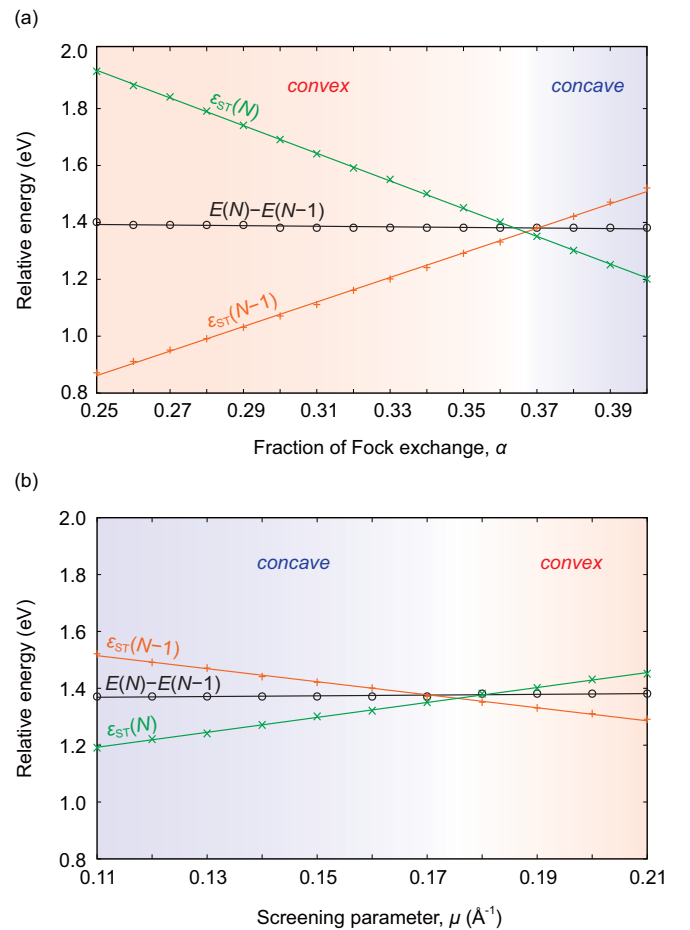 (a)
2.0
1.8
1.6
1.4
1.2
1.0
0.8
Relative energy (eV)
convex
concave
εST(N)
E(N)−E(N−1)
εST(N−1)
0.25 0.27 0.29 0.31 0.33 0.35 0.37 0.39
Fraction of Fock exchange, α
(b)
2.0
1.8
1.6
1.4
1.2
1.0
0.8
Relative energy (eV)
concave
convex
εST(N−1)
E(N)−E(N−1)
εST(N)
0.11 0.13 0.15 0.17 0.19 0.21
Screening parameter, μ (Å-1)